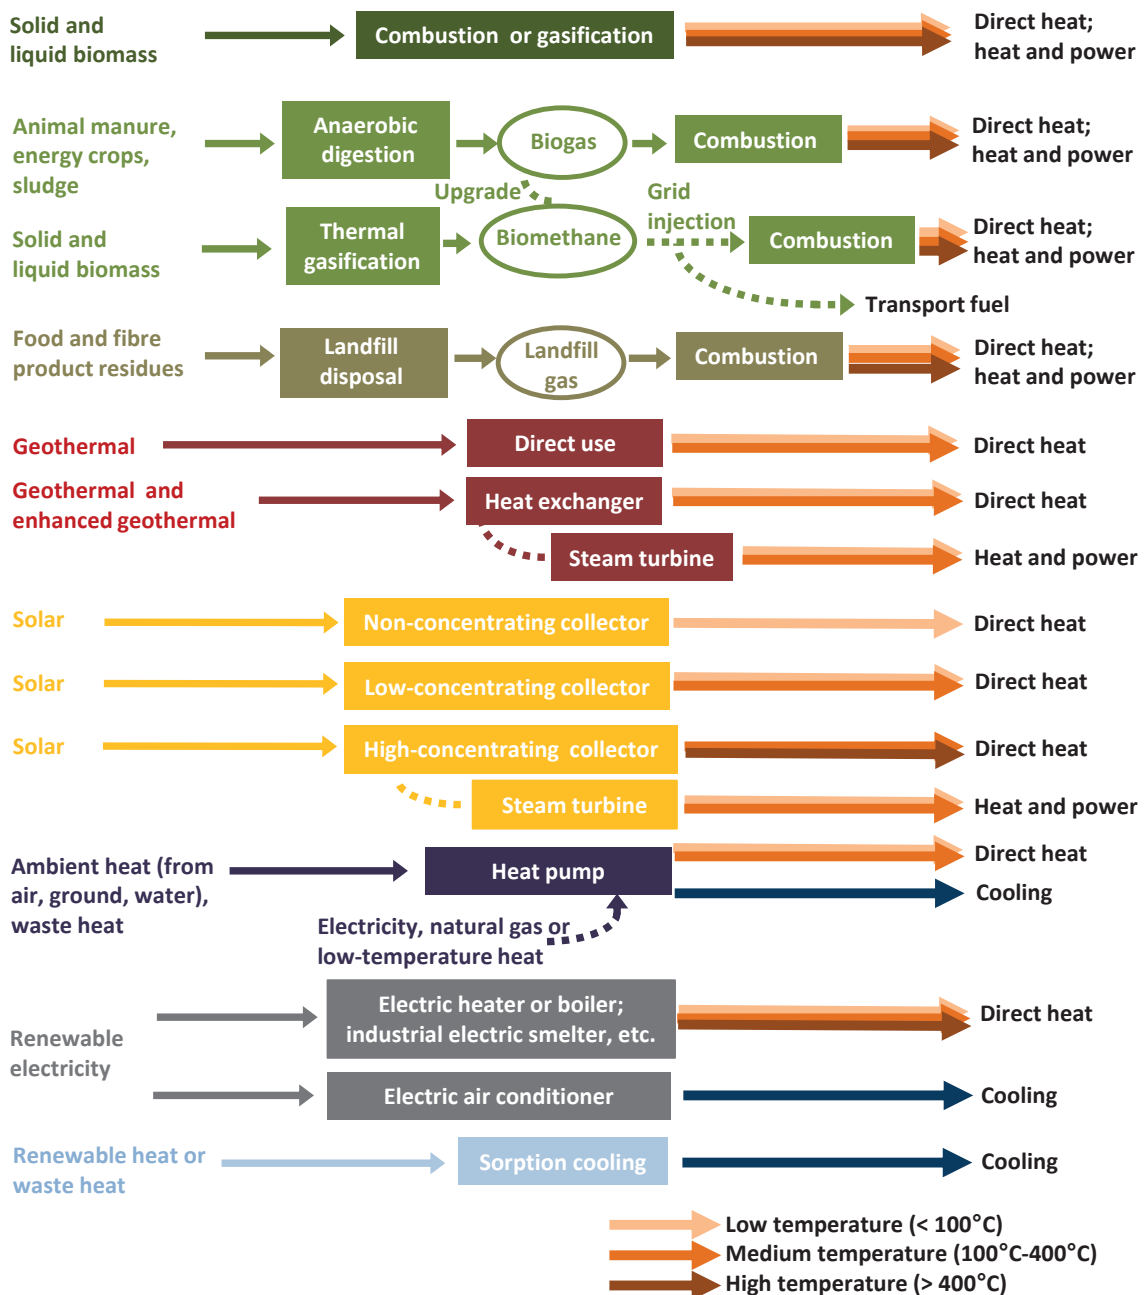 Solid and
liquid biomass
Combustion or gasification
Direct heat;
heat and power
Animal manure,
energy crops,
sludge
Anaerobic
digestion
Biogas
Combustion
Direct heat;
heat and power
Upgrade
Grid
injection
Solid and
liquid biomass
Thermal
gasification
Biomethane
Combustion
Direct heat;
heat and power
Transport fuel
Food and fibre
product residues
Landfill
disposal
Landfill
gas
Combustion
Direct heat;
heat and power
Geothermal
Direct use
Direct heat
Geothermal and
enhanced geothermal
Heat exchanger
Direct heat
Steam turbine
Heat and power
Solar
Non-concentrating collector
Direct heat
Solar
Low-concentrating collector
Direct heat
Solar
High-concentrating collector
Direct heat
Steam turbine
Heat and power
Ambient heat (from
air, ground, water),
waste heat
Heat pump
Direct heat
Cooling
Electricity, natural gas or
low-temperature heat
Renewable
electricity
Electric heater or boiler;
industrial electric smelter, etc.
Direct heat
Electric air conditioner
Cooling
Renewable heat or
waste heat
Sorption cooling
Cooling
Low temperature (< 100°C)
Medium temperature (100°C-400°C)
High temperature (> 400°C)